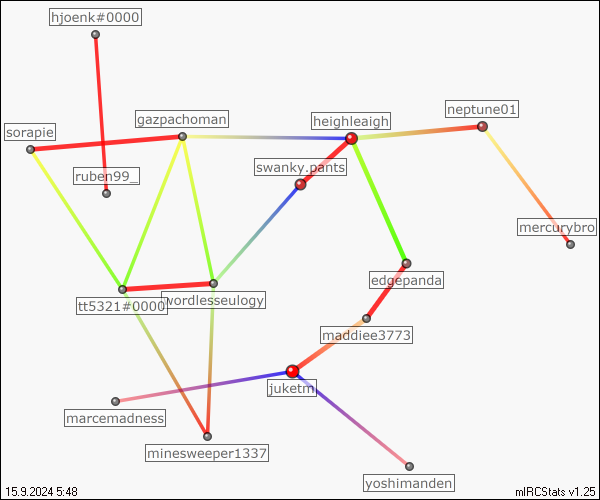 hjoenk#0000
gazpachoman
neptune01
heighleaigh
sorapie
swanky.pants
ruben99_
mercurybro
edgepanda
tt5321#0000
wordlesseulogy
maddiee3773
juketm
marcemadness
minesweeper1337
yoshimanden
15.9.2024 5:48
mIRCStats v1.25